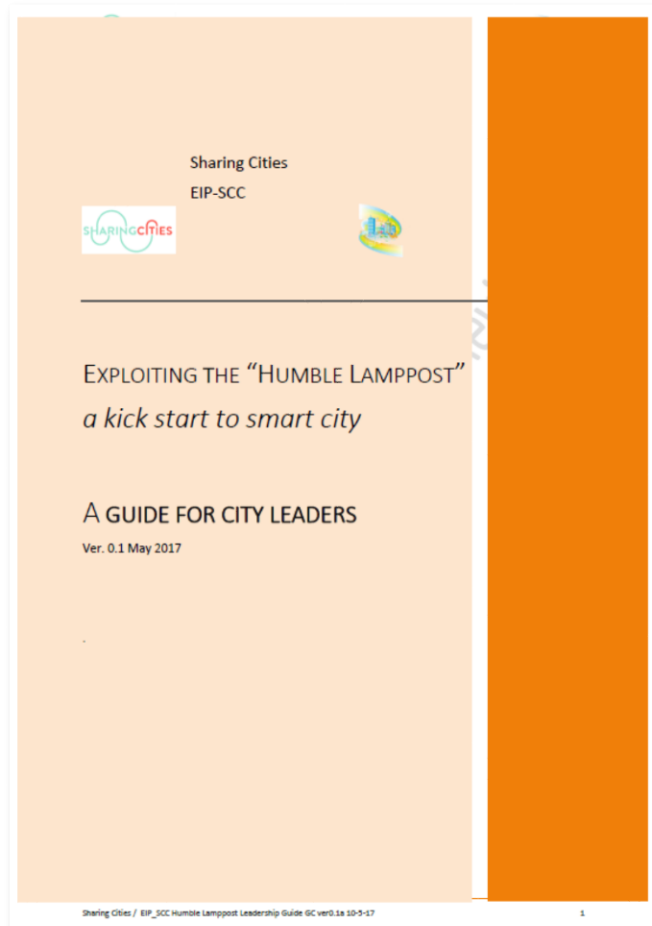 Sharing Cities
EIP-SCC
SHARINGCITIES
EXPLOITING THE “HUMBLE LAMPPOST”
a kick start to smart city
A GUIDE FOR CITY LEADERS
Ver. 0.1 May 2017
.
Sharing Cities / EIP_SCC Humble Lamppost Leadership Guide GC ver0.1a 10-5-17 1